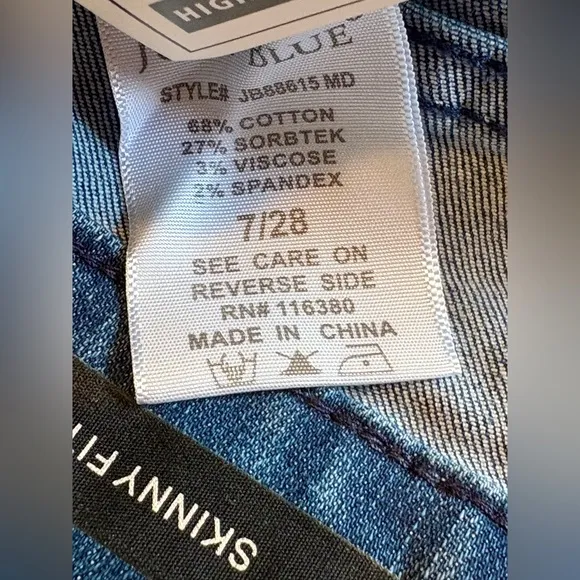 HIGH
BLUE
STYLE# JB88615 MD
68% COTTON
27% SORBTEK
3% VISCOSE
2% SPANDEX
7/28
SEE CARE ON
REVERSE SIDE
RN# 116380
MADE IN CHINA
SKINNY FI